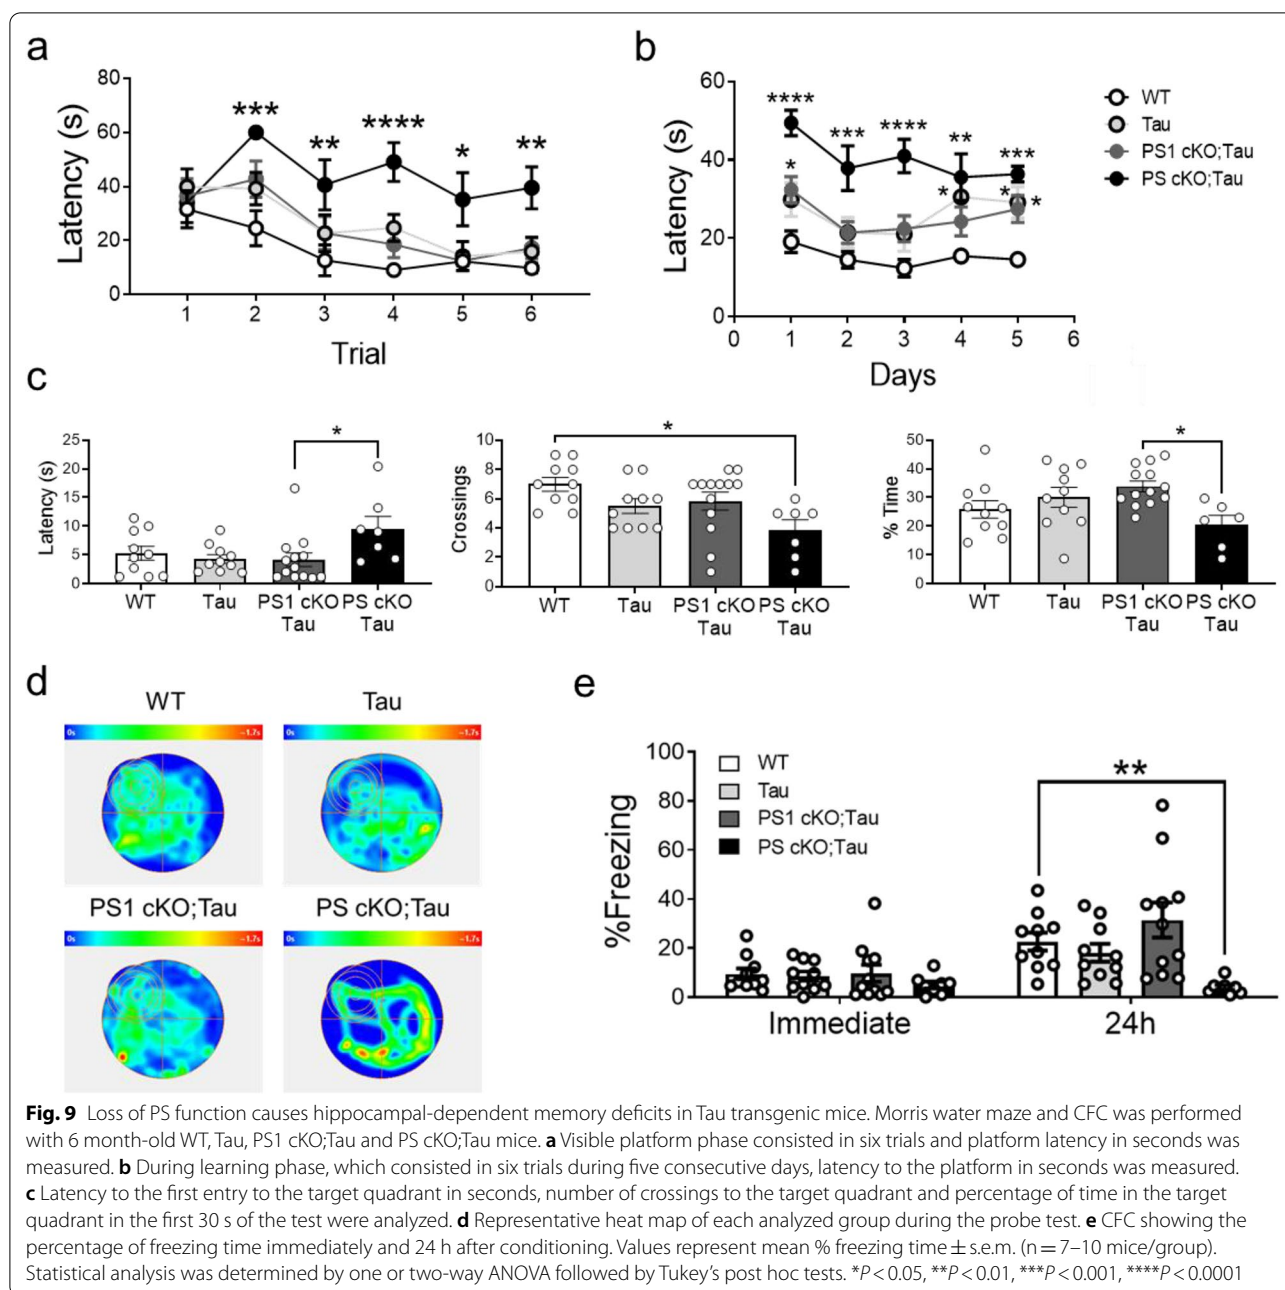 a
Latency (s)
80
60
40
20
0
*** ** **** * **
1 2 3 4 5 6
Trial
b
Latency (s)
60
40
20
0
**** *** **** ** ***
* * * *
0 1 2 3 4 5 6
Days
WT
Tau
PS1 cKO;Tau
PS cKO;Tau
c
Latency (s)
25
20
15
10
5
0
*
WT Tau PS1 cKO PS cKO
Tau Tau
Crossings
10
8
6
4
2
0
*
WT Tau PS1 cKO PS cKO
Tau Tau
% Time
50
40
30
20
10
0
*
WT Tau PS1 cKO PS cKO
Tau Tau
d
WT
0s ~1.7s
Tau
0s ~1.7s
PS1 cKO;Tau
0s ~1.7s
PS cKO;Tau
0s ~1.7s
e
%Freezing
100
80
60
40
20
0
WT
Tau
PS1 cKO;Tau
PS cKO;Tau
**
Immediate 24h
Fig. 9 Loss of PS function causes hippocampal-dependent memory deficits in Tau transgenic mice. Morris water maze and CFC was performed
with 6 month-old WT, Tau, PS1 cKO;Tau and PS cKO;Tau mice. a Visible platform phase consisted in six trials and platform latency in seconds was
measured. b During learning phase, which consisted in six trials during five consecutive days, latency to the platform in seconds was measured.
c Latency to the first entry to the target quadrant in seconds, number of crossings to the target quadrant and percentage of time in the target
quadrant in the first 30 s of the test were analyzed. d Representative heat map of each analyzed group during the probe test. e CFC showing the
percentage of freezing time immediately and 24 h after conditioning. Values represent mean % freezing time ± s.e.m. (n = 7–10 mice/group).
Statistical analysis was determined by one or two-way ANOVA followed by Tukey's post hoc tests. *P < 0.05, **P < 0.01, ***P < 0.001, ****P < 0.0001